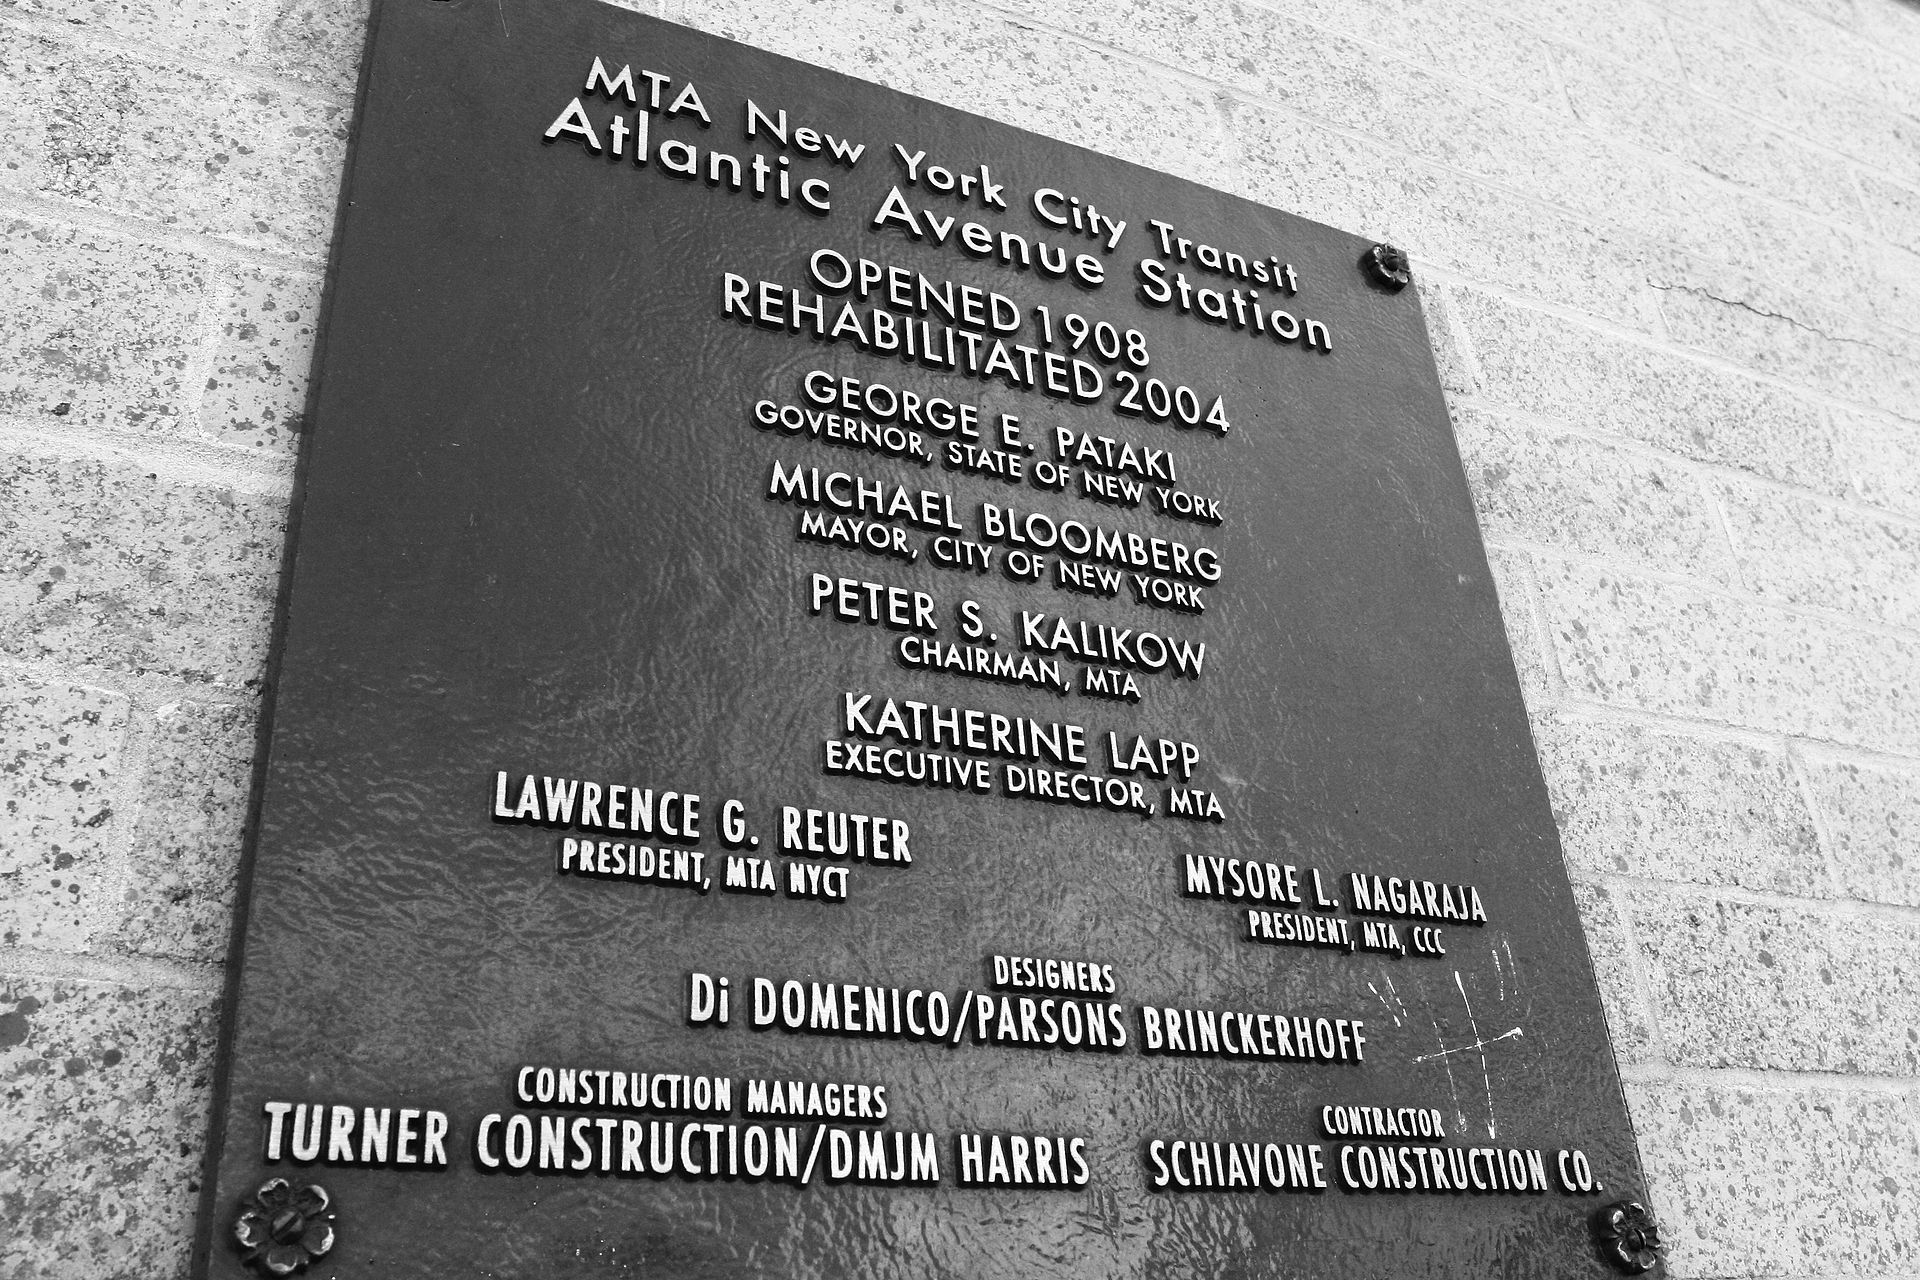 MTA New York City Transit
Atlantic Avenue Station
OPENED 1908
REHABILITATED 2004
GEORGE E. PATAKI
GOVERNOR, STATE OF NEW YORK
MICHAEL BLOOMBERG
MAYOR, CITY OF NEW YORK
PETER S. KALIKOW
CHAIRMAN, MTA
KATHERINE LAPP
EXECUTIVE DIRECTOR, MTA
LAWRENCE G. REUTER
PRESIDENT, MTA NYCT
MYSORE L. NAGARAJA
PRESIDENT, MTA, CCC
DESIGNERS
Di DOMENICO/PARSONS BRINCKERHOFF
CONSTRUCTION MANAGERS
TURNER CONSTRUCTION/DMJM HARRIS
CONTRACTOR
SCHIAVONE CONSTRUCTION CO.